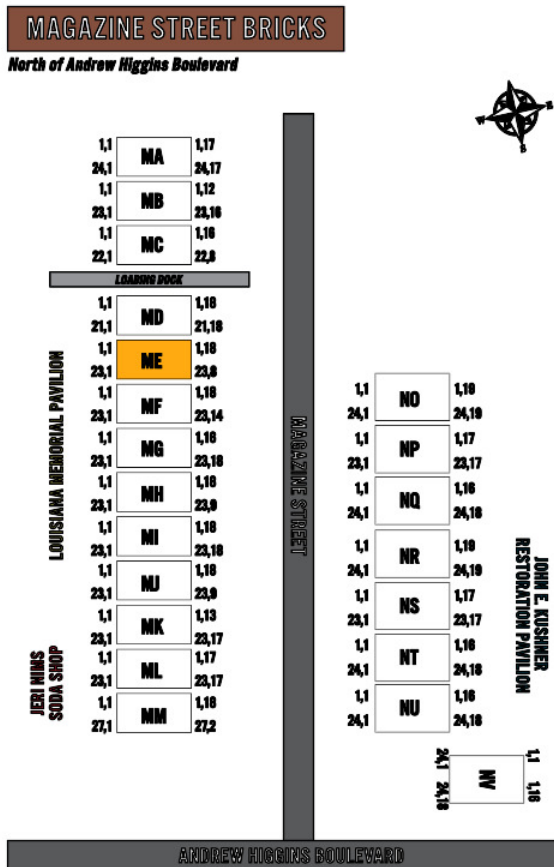 MAGAZINE STREET BRICKS
North of Andrew Higgins Boulevard
N
E
S
W
1,1 MA 1,17
24,1 24,17
1,1 MB 1,12
23,1 23,16
1,1 MC 1,16
22,1 22,8
LOADING DOCK
1,1 MD 1,18
21,1 21,18
1,1 ME 1,18
23,1 23,8
1,1 MF 1,18
23,1 23,14
1,1 MG 1,16
23,1 23,18
1,1 MH 1,18
23,1 23,9
1,1 MI 1,18
23,1 23,18
1,1 MJ 1,18
23,1 23,9
1,1 MK 1,13
23,1 23,17
1,1 ML 1,17
23,1 23,17
1,1 MM 1,18
27,1 27,2
LOUISIANA MEMORIAL PAVILION
JERI NIMS
SODA SHOP
MAGAZINE STREET
1,1 NO 1,19
24,1 24,19
1,1 NP 1,17
23,1 23,17
1,1 NQ 1,16
24,1 24,18
1,1 NR 1,19
24,1 24,19
1,1 NS 1,17
23,1 23,17
1,1 NT 1,16
24,1 24,18
1,1 NU 1,16
24,1 24,18
JOHN E. KUSHNER
RESTORATION PAVILION
24,1 NV 1,1
24,18 1,16
ANDREW HIGGINS BOULEVARD